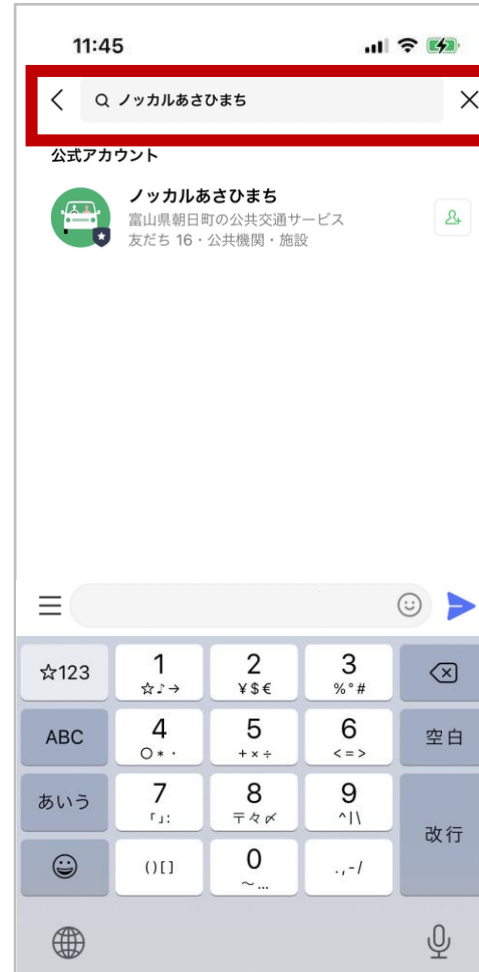 11:45
ノッカルあさひまち
公式アカウント
ノッカルあさひまち
富山県朝日町の公共交通サービス
友だち 16・公共機関・施設
☆123
1
☆♪→
2
¥$€
3
%°#
ABC
4
○*・
5
+×÷
6
<=>
空白
あいう
7
「」:
8
〒々〆
9
^|\
改行
()[]
0
~…
.,-/